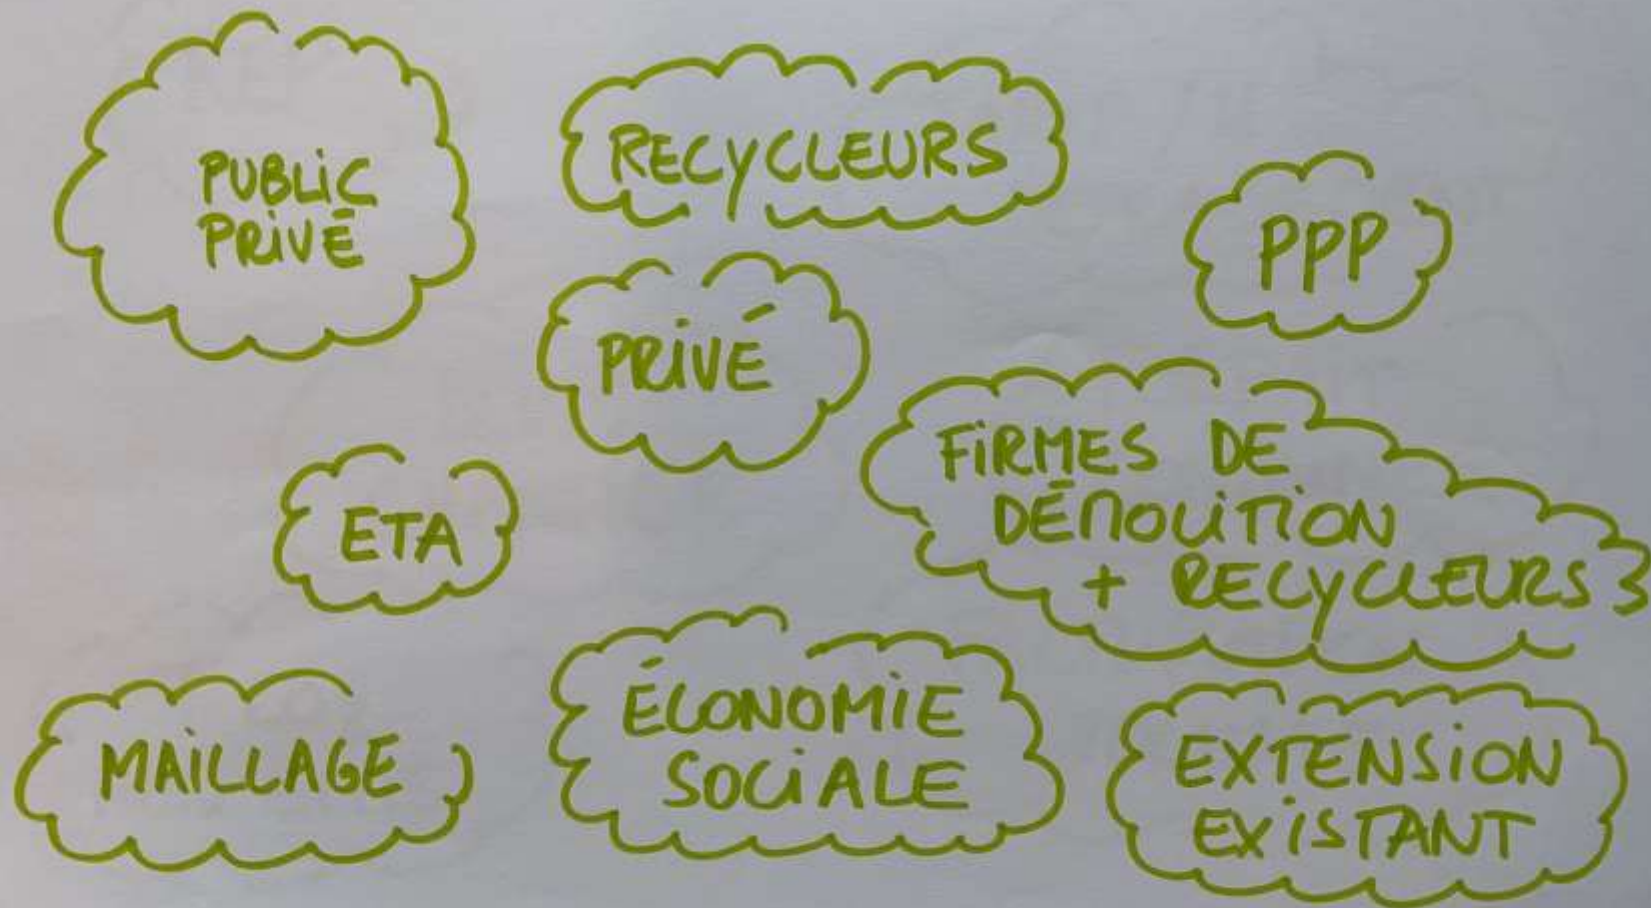 PUBLIC
PRIVÉ
RECYCLEURS
PPP
PRIVÉ
FIRMES DE
DÉMOLITION
+ RECYCLEURS
ETA
MAILLAGE
ÉCONOMIE
SOCIALE
EXTENSION
EXISTANT